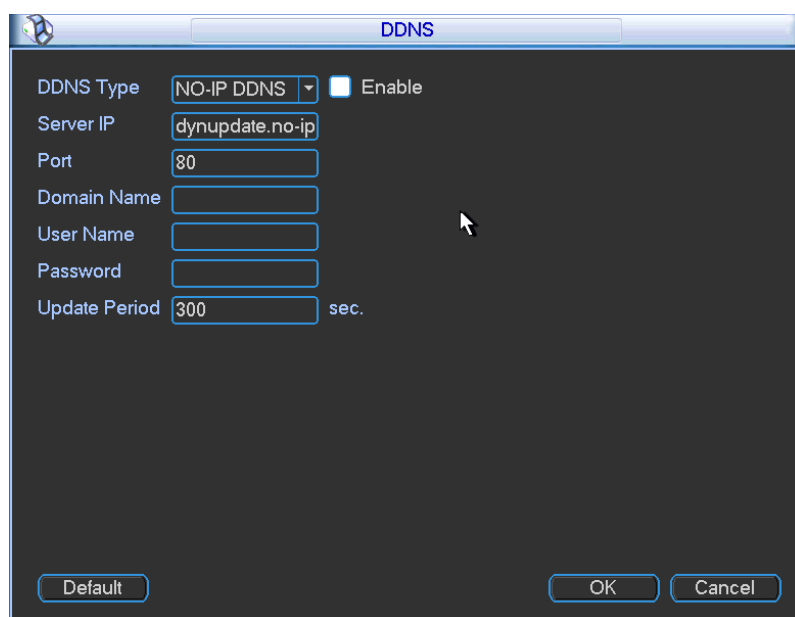 DDNS
DDNS Type NO-IP DDNS Enable
Server IP dynupdate.no-ip
Port 80
Domain Name
User Name
Password
Update Period 300 sec.
Default OK Cancel